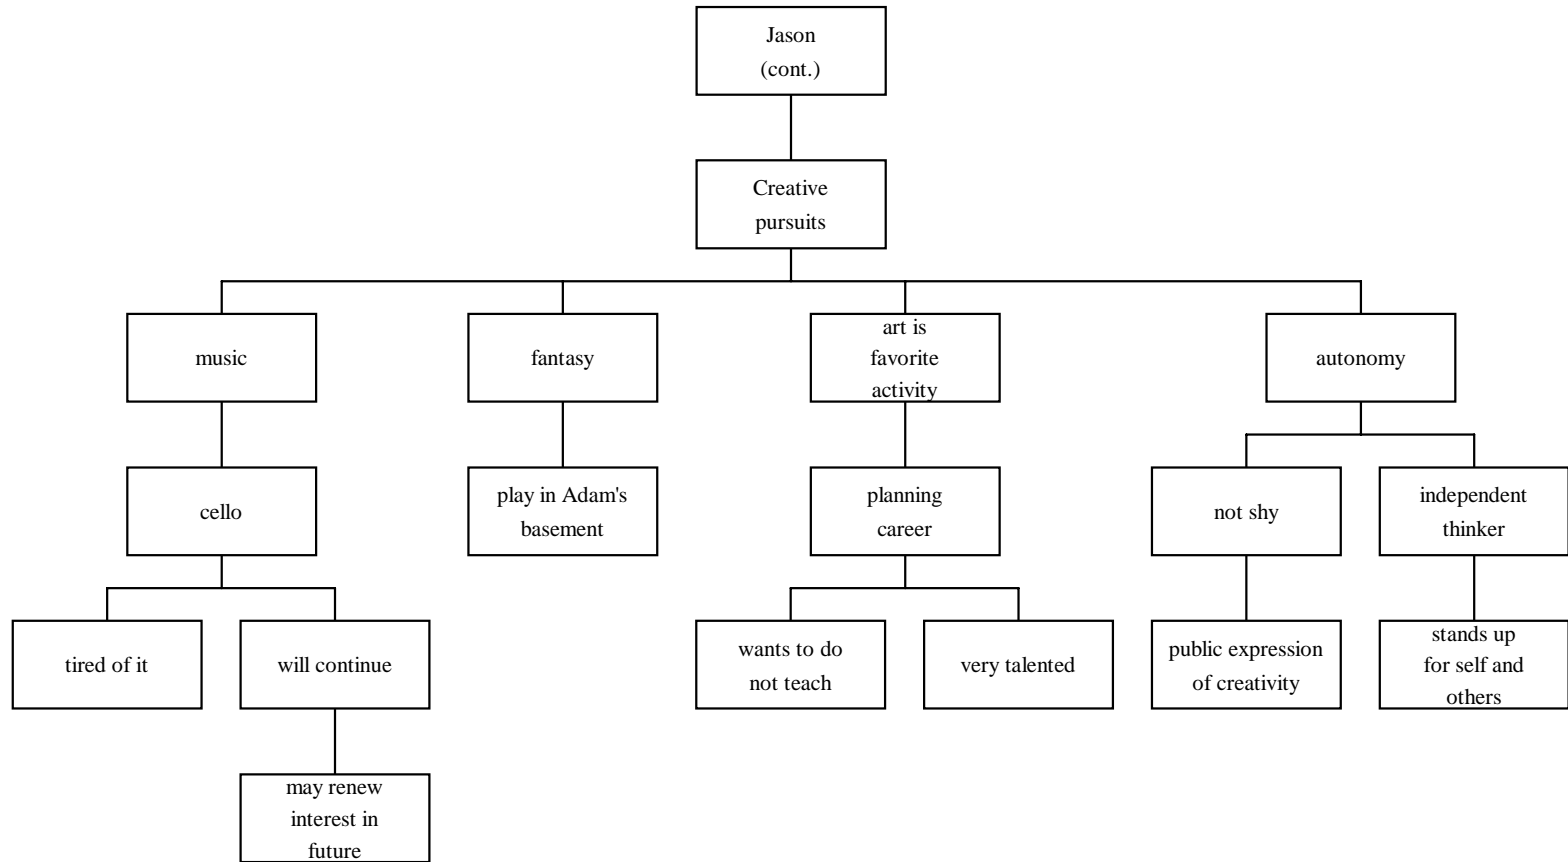 Jason
(cont.)
Creative
pursuits
music
fantasy
art is
favorite
activity
autonomy
cello
play in Adam's
basement
planning
career
not shy
independent
thinker
tired of it
will continue
wants to do
not teach
very talented
public expression
of creativity
stands up
for self and
others
may renew
interest in
future